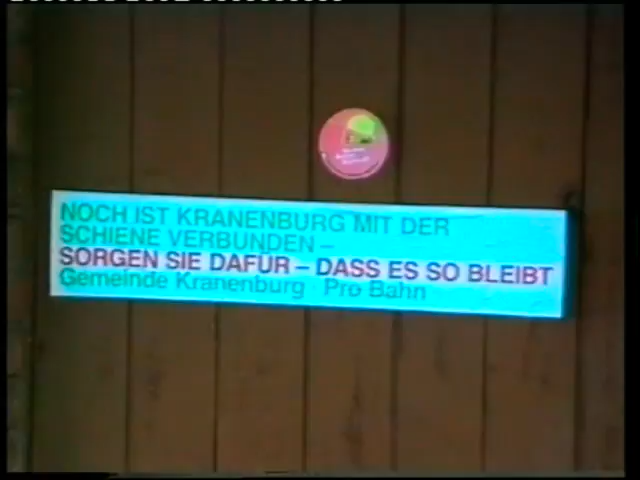 NOCH IST KRANENBURG MIT DER
SCHIENE VERBUNDEN –
SORGEN SIE DAFÜR – DASS ES SO BLEIBT
Gemeinde Kranenburg · Pro Bahn